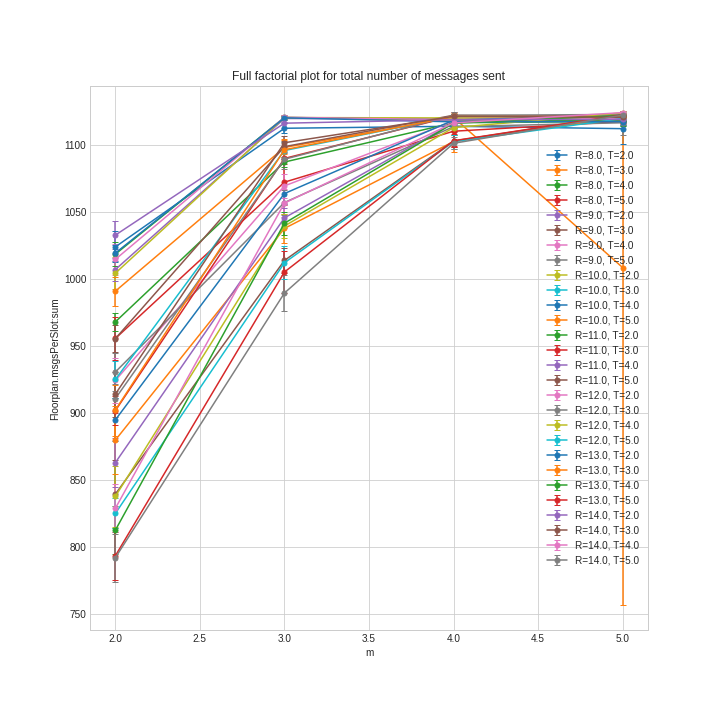 Full factorial plot for total number of messages sent
Floorplan.msgsPerSlot:sum
1100
1050
1000
950
900
850
800
750
2.0
2.5
3.0
3.5
4.0
4.5
5.0
m
R=8.0, T=2.0
R=8.0, T=3.0
R=8.0, T=4.0
R=8.0, T=5.0
R=9.0, T=2.0
R=9.0, T=3.0
R=9.0, T=4.0
R=9.0, T=5.0
R=10.0, T=2.0
R=10.0, T=3.0
R=10.0, T=4.0
R=10.0, T=5.0
R=11.0, T=2.0
R=11.0, T=3.0
R=11.0, T=4.0
R=11.0, T=5.0
R=12.0, T=2.0
R=12.0, T=3.0
R=12.0, T=4.0
R=12.0, T=5.0
R=13.0, T=2.0
R=13.0, T=3.0
R=13.0, T=4.0
R=13.0, T=5.0
R=14.0, T=2.0
R=14.0, T=3.0
R=14.0, T=4.0
R=14.0, T=5.0